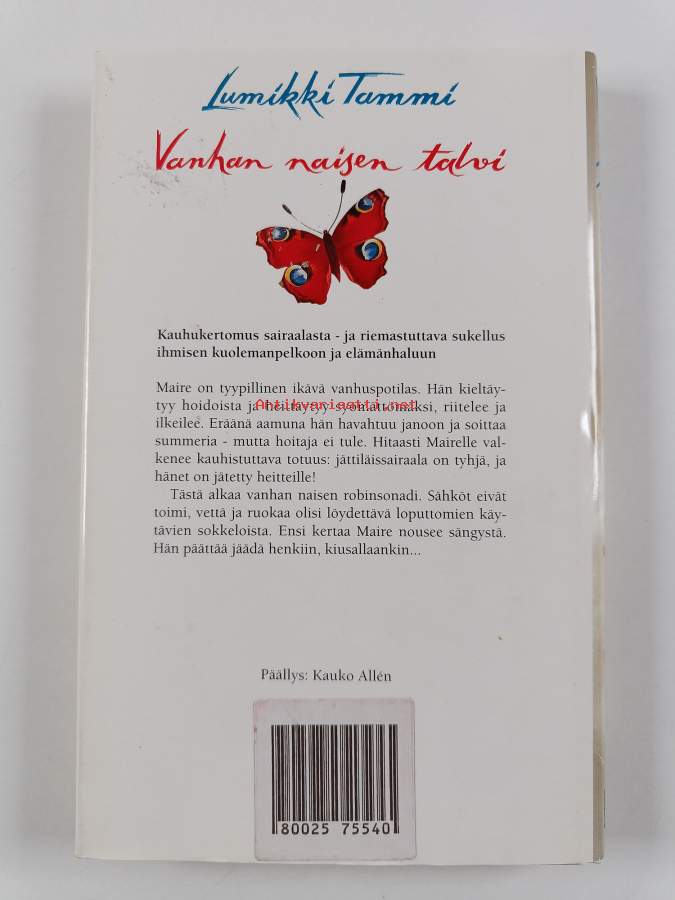 Lumikki Tammi
Vanhan naisen talvi
Kauhukertomus sairaalasta - ja riemastuttava sukellus
ihmisen kuolemanpelkoon ja elämänhaluun
Maire on tyypillinen ikävä vanhuspotilas. Hän kieltäy-
tyy hoidoista ja heittäytyy syömättömäksi, riitelee ja
Antikvariaatti.net
ilkeilee. Eräänä aamuna hän havahtuu janoon ja soittaa
summeria - mutta hoitaja ei tule. Hitaasti Mairelle val-
kenee kauhistuttava totuus: jättiläissairaala on tyhjä, ja
hänet on jätetty heitteille!
Tästä alkaa vanhan naisen robinsonadi. Sähköt eivät
toimi, vettä ja ruokaa olisi löydettävä loputtomien käy-
tävien sokkeloista. Ensi kertaa Maire nousee sängystä.
Hän päättää jäädä henkiin, kiusallaankin...
Päällys: Kauko Allén
80025 75540